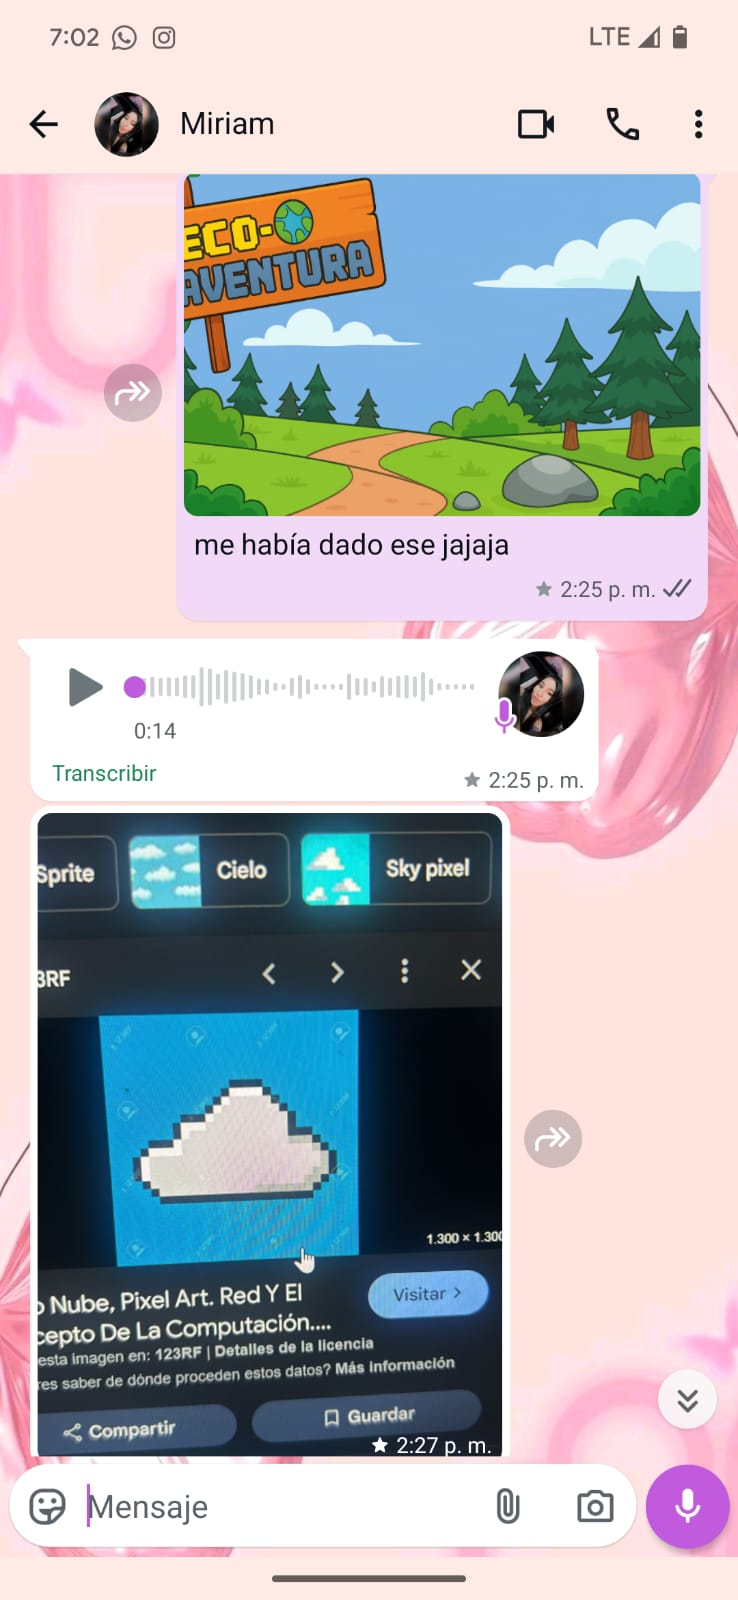 7:02
LTE
Miriam
ECO-
AVENTURA
me había dado ese jajaja
2:25 p. m.
0:14
Transcribir
2:25 p. m.
Sprite
Cielo
Sky pixel
3RF
1.300 × 1.300
Nube, Pixel Art. Red Y El
cepto De La Computación....
esta imagen en: 123RF | Detalles de la licencia
res saber de dónde proceden estos datos? Más información
Visitar >
Compartir
Guardar
2:27 p. m.
Mensaje